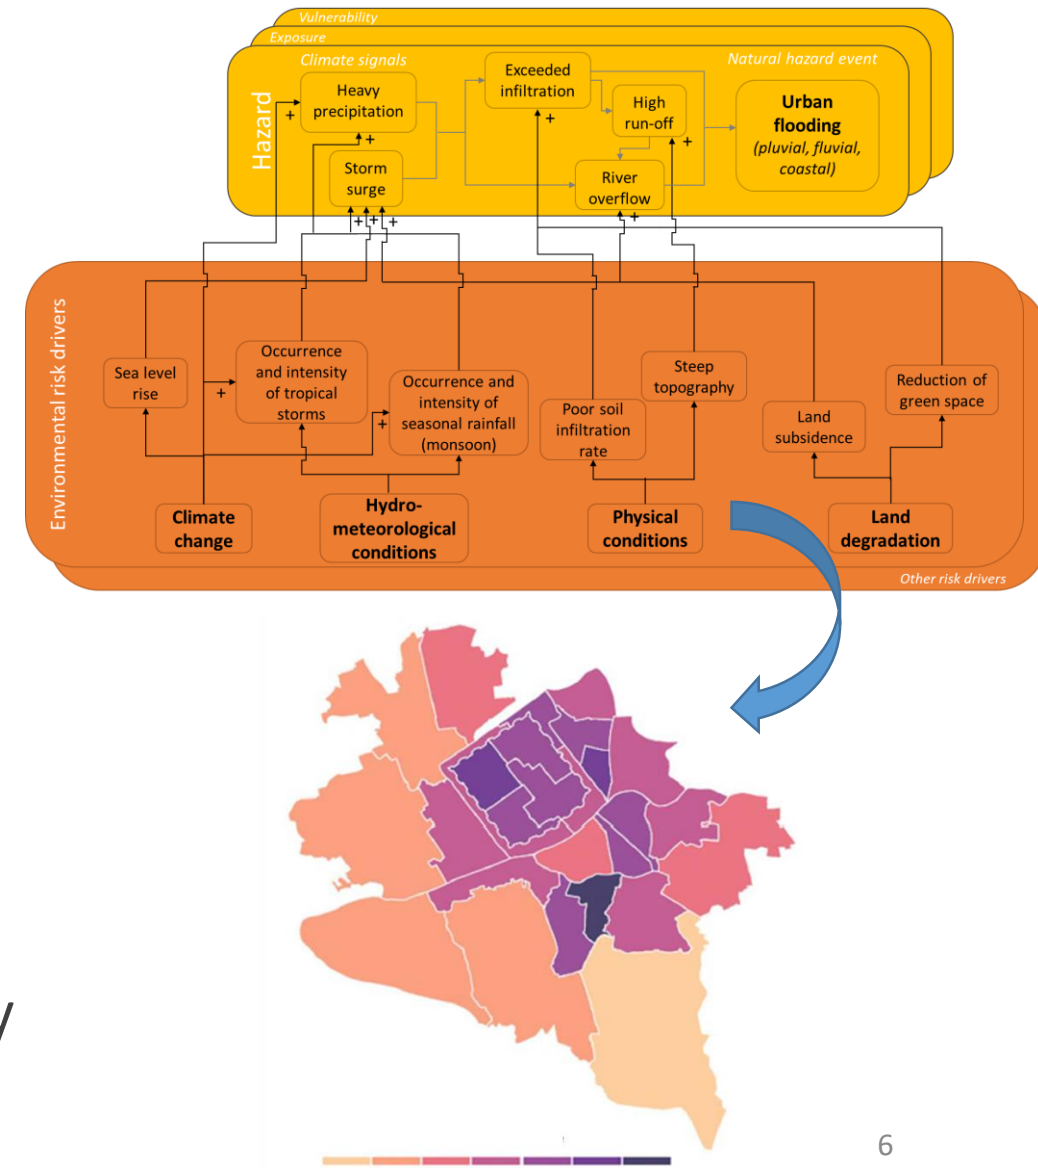 Vulnerability
Exposure
Climate signals
Natural hazard event
Hazard
Heavy
precipitation
Exceeded
infiltration
High
run-off
Urban
flooding
(pluvial, fluvial,
coastal)
Storm
surge
River
overflow
+
+
+
+
+
+
+
+
Environmental risk drivers
Sea level
rise
Occurrence
and intensity
of tropical
storms
Occurrence and
intensity of
seasonal rainfall
(monsoon)
Poor soil
infiltration
rate
Steep
topography
Land
subsidence
Reduction of
green space
+
+
Climate
change
Hydro-
meteorological
conditions
Physical
conditions
Land
degradation
Other risk drivers
y
6